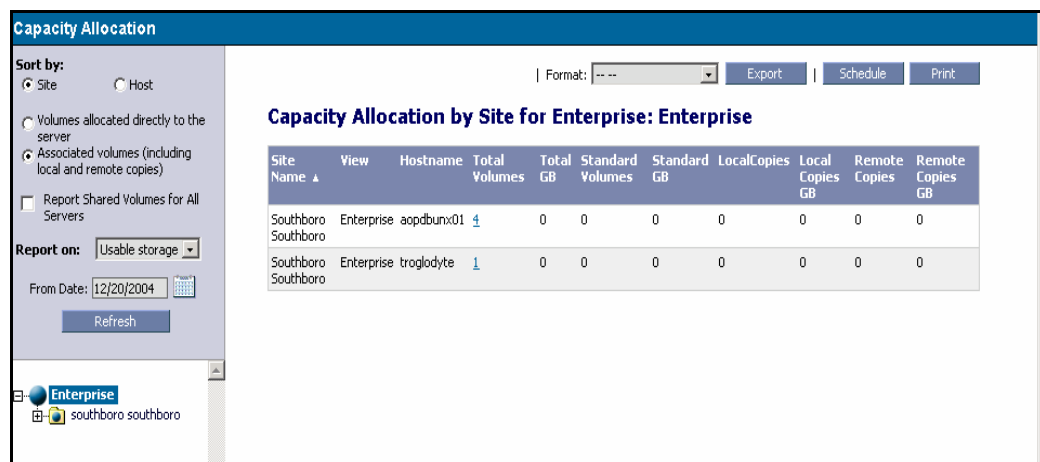 Capacity Allocation
Sort by:
Site Host
Volumes allocated directly to the
server
Associated volumes (including
local and remote copies)
Report Shared Volumes for All
Servers
Report on: Usable storage
From Date: 12/20/2004
Refresh
Enterprise
southboro southboro
| Format: -- -- Export | Schedule Print
Capacity Allocation by Site for Enterprise: Enterprise
Site Name ▲ View Hostname Total Volumes Total GB Standard Volumes Standard GB LocalCopies Local Copies GB Remote Copies Remote Copies GB
Southboro Southboro Enterprise aopdbunx01 4 0 0 0 0 0 0 0
Southboro Southboro Enterprise troglodyte 1 0 0 0 0 0 0 0